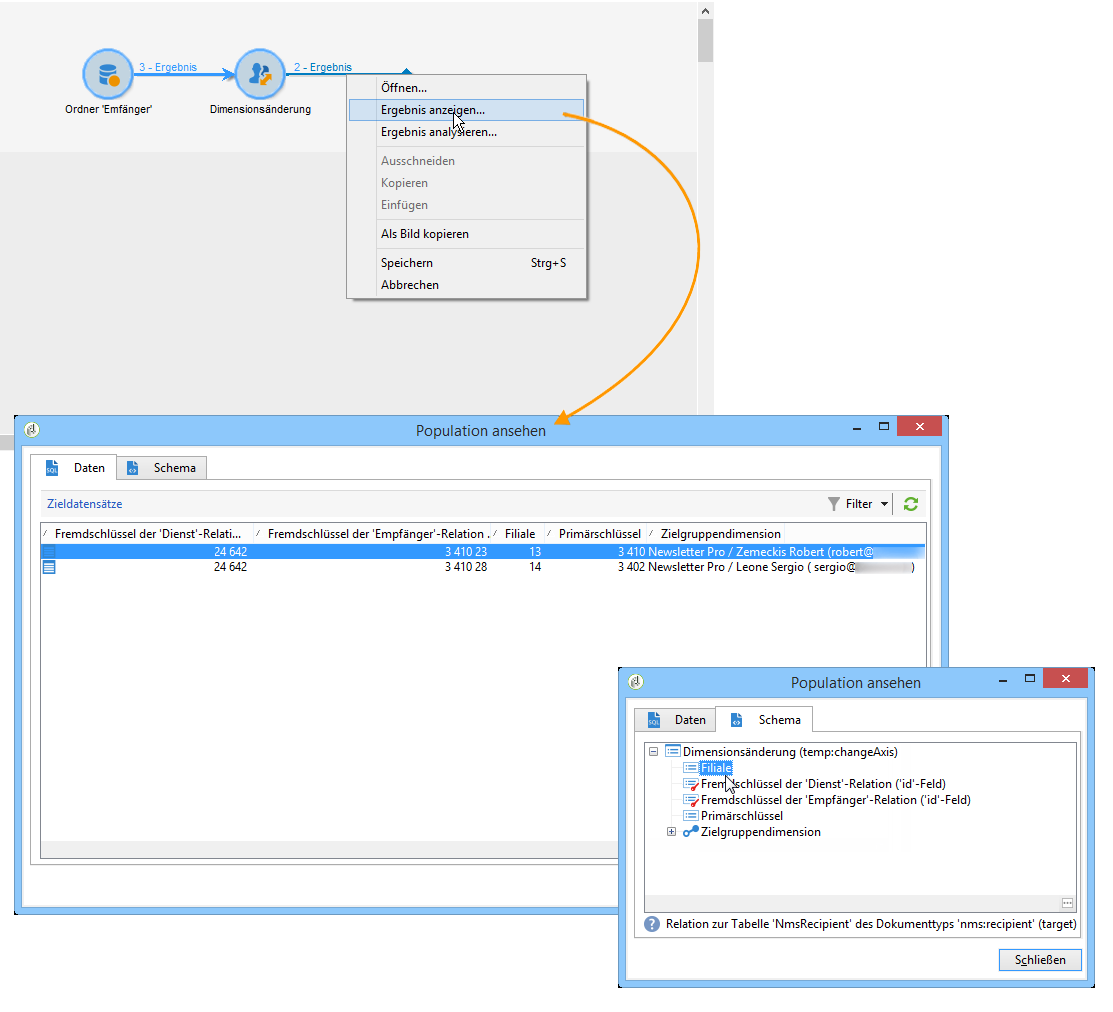 3 - Ergebnis
2 - Ergebnis
Ordner 'Emfänger'
Dimensionsänderung
Öffnen...
Ergebnis anzeigen...
Ergebnis analysieren...
Ausschneiden
Kopieren
Einfügen
Als Bild kopieren
Speichern Strg+S
Abbrechen
Population ansehen
SQL Daten Schema
Zieldatensätze Filter
Fremdschlüssel der 'Dienst'-Relati... Fremdschlüssel der 'Empfänger'-Relation . Filiale Primärschlüssel Zielgruppendimension
24 642 3 410 23 13 3 410 Newsletter Pro / Zemeckis Robert (robert@
24 642 3 410 28 14 3 402 Newsletter Pro / Leone Sergio ( sergio@ )
Population ansehen
SQL Daten Schema
Dimensionsänderung (temp:changeAxis)
Filiale
Fremdschlüssel der 'Dienst'-Relation ('id'-Feld)
Fremdschlüssel der 'Empfänger'-Relation ('id'-Feld)
Primärschlüssel
Zielgruppendimension
Relation zur Tabelle 'NmsRecipient' des Dokumenttyps 'nms:recipient' (target)
Schließen